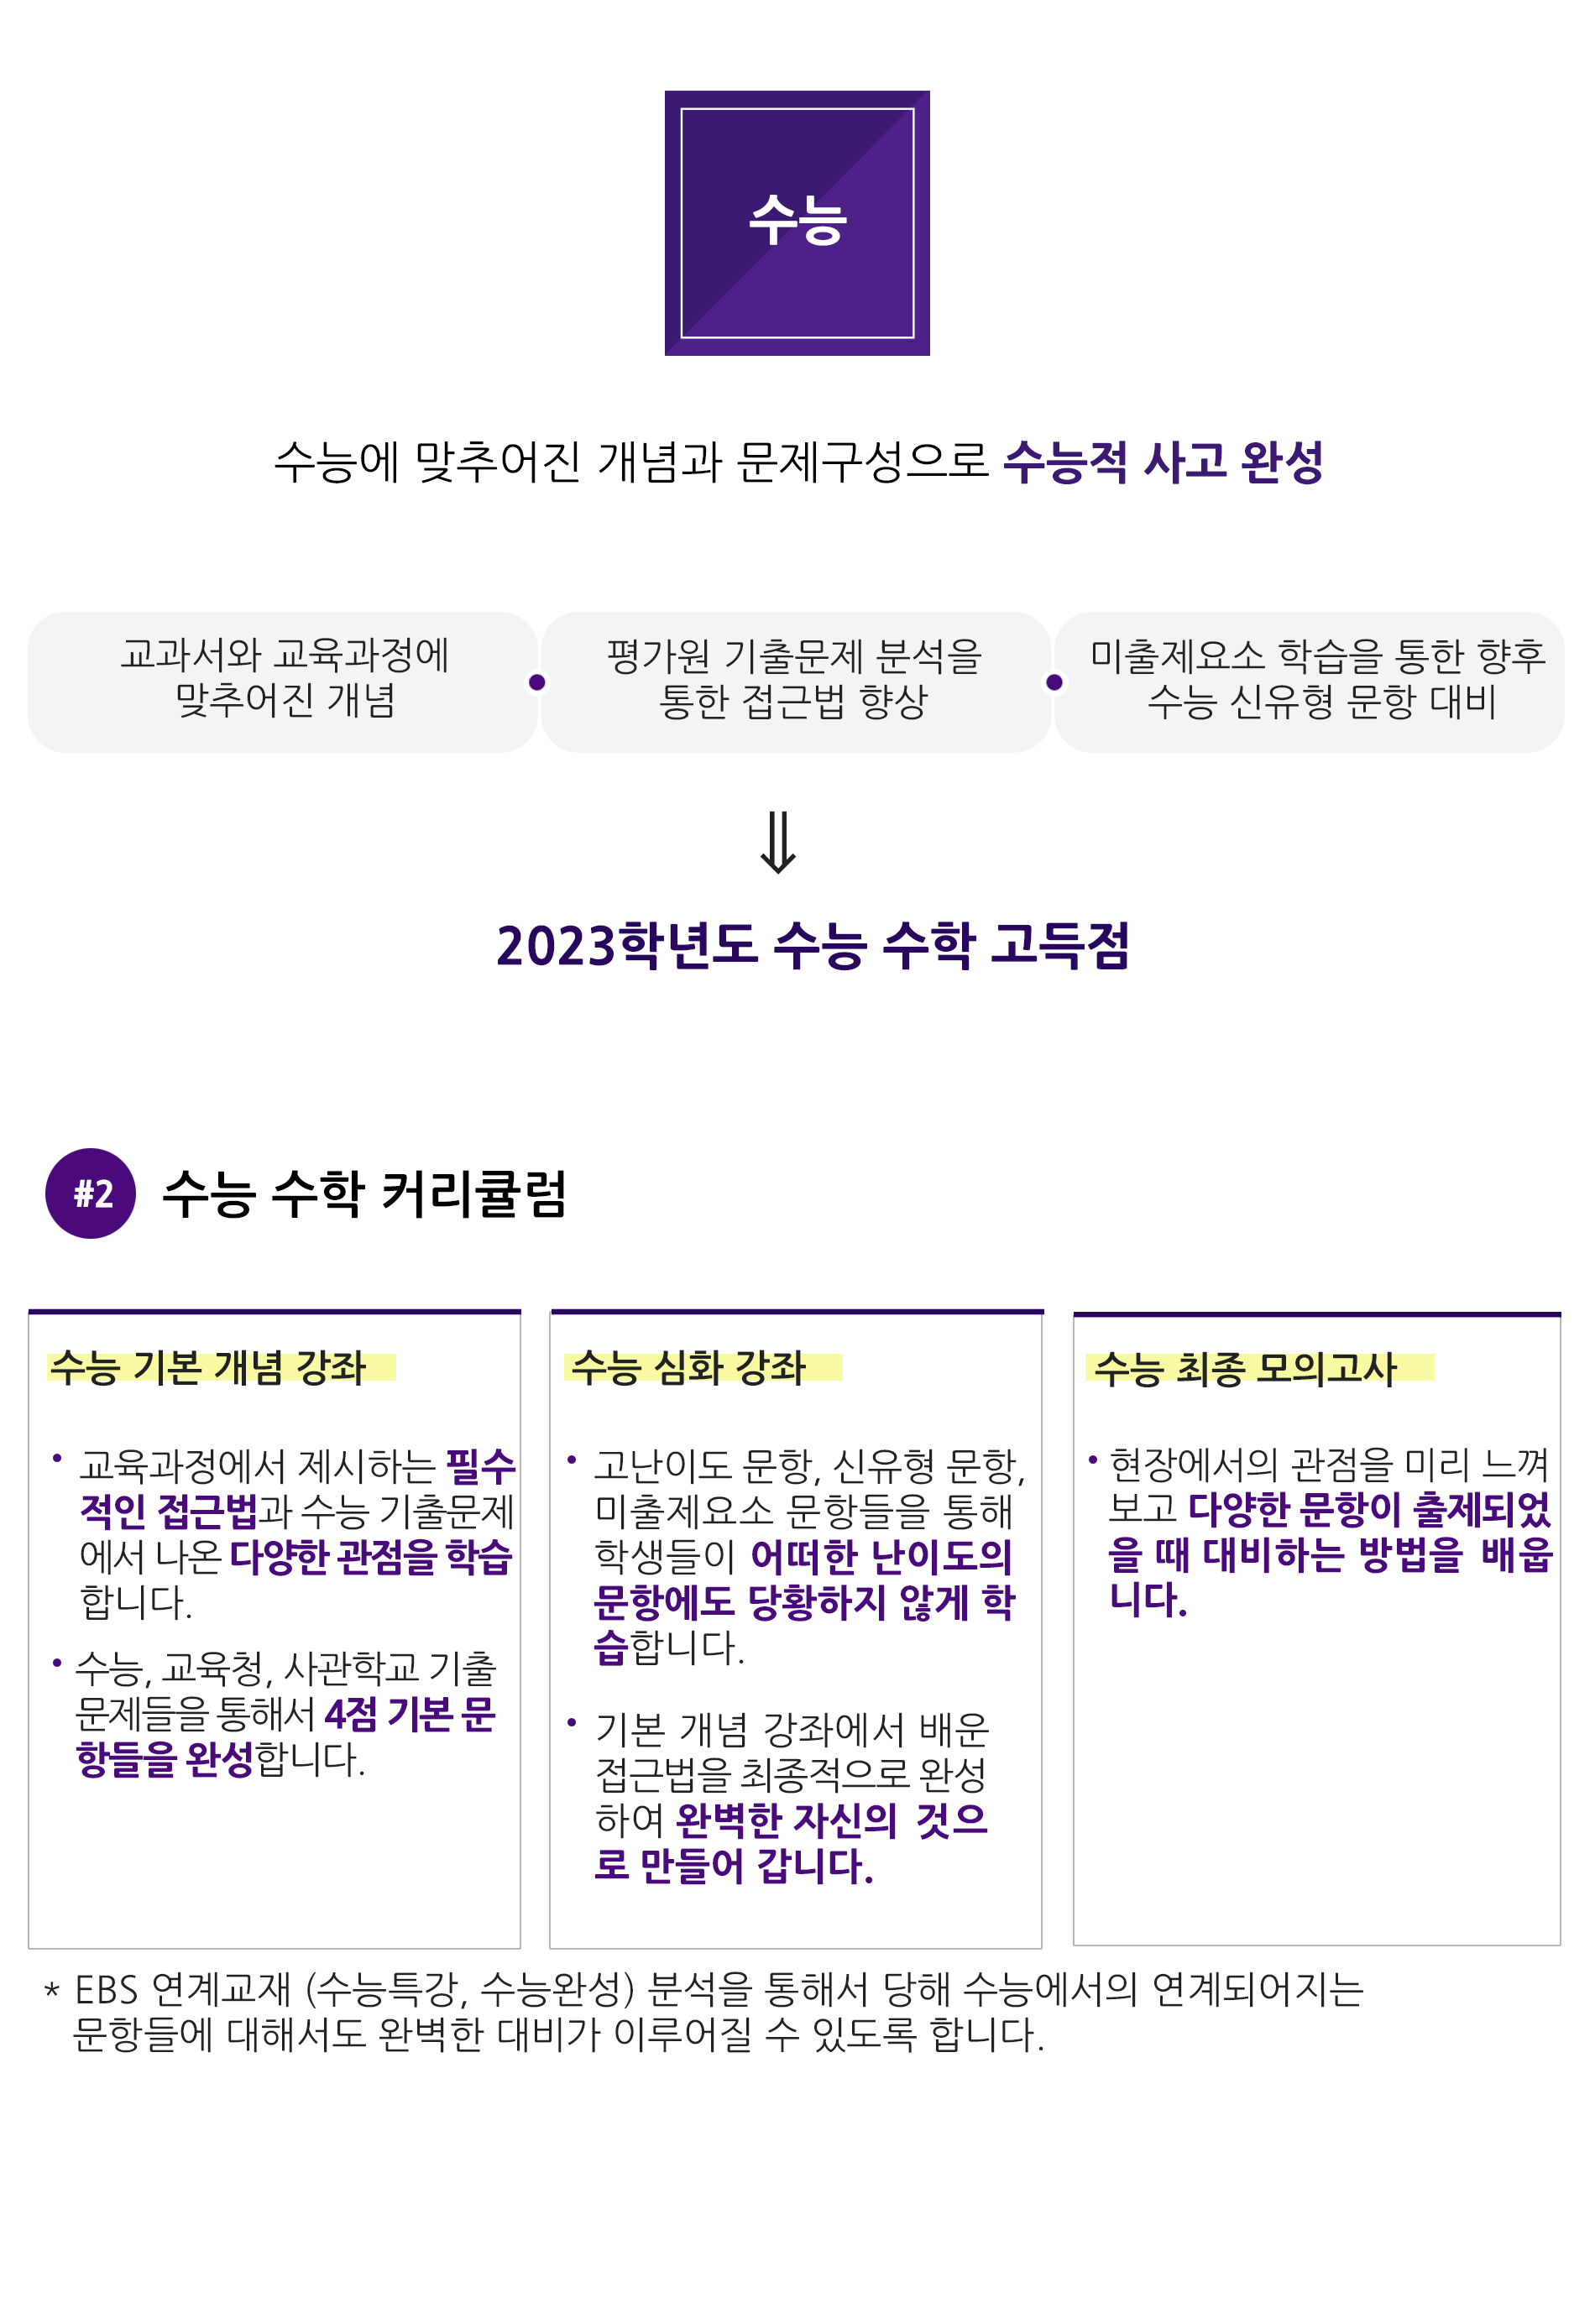 수능
수능에 맞추어진 개념과 문제구성으로 수능적 사고 완성
교과서와 교육과정에
맞추어진 개념
평가원 기출문제 분석을
통한 접근법 향상
미출제요소 학습을 통한 향후
수능 신유형 문항 대비
⇓
2023학년도 수능 수학 고득점
#2 수능 수학 커리큘럼
수능 기본 개념 강좌
• 교육과정에서 제시하는 필수
적인 접근법과 수능 기출문제
에서 나온 다양한 관점을 학습
합니다.
• 수능, 교육청, 사관학교 기출
문제들을 통해서 4점 기본 문
항들을 완성합니다.
수능 심화 강좌
• 고난이도 문항, 신유형 문항,
미출제요소 문항들을 통해
학생들이 어떠한 난이도의
문항에도 당황하지 않게 학
습합니다.
• 기본 개념 강좌에서 배운
접근법을 최종적으로 완성
하여 완벽한 자신의 것으
로 만들어 갑니다.
수능 최종 모의고사
• 현장에서의 관점을 미리 느껴
보고 다양한 문항이 출제되었
을 때 대비하는 방법을 배웁
니다.
* EBS 연계교재 (수능특강, 수능완성) 분석을 통해서 당해 수능에서의 연계되어지는
문항들에 대해서도 완벽한 대비가 이루어질 수 있도록 합니다.